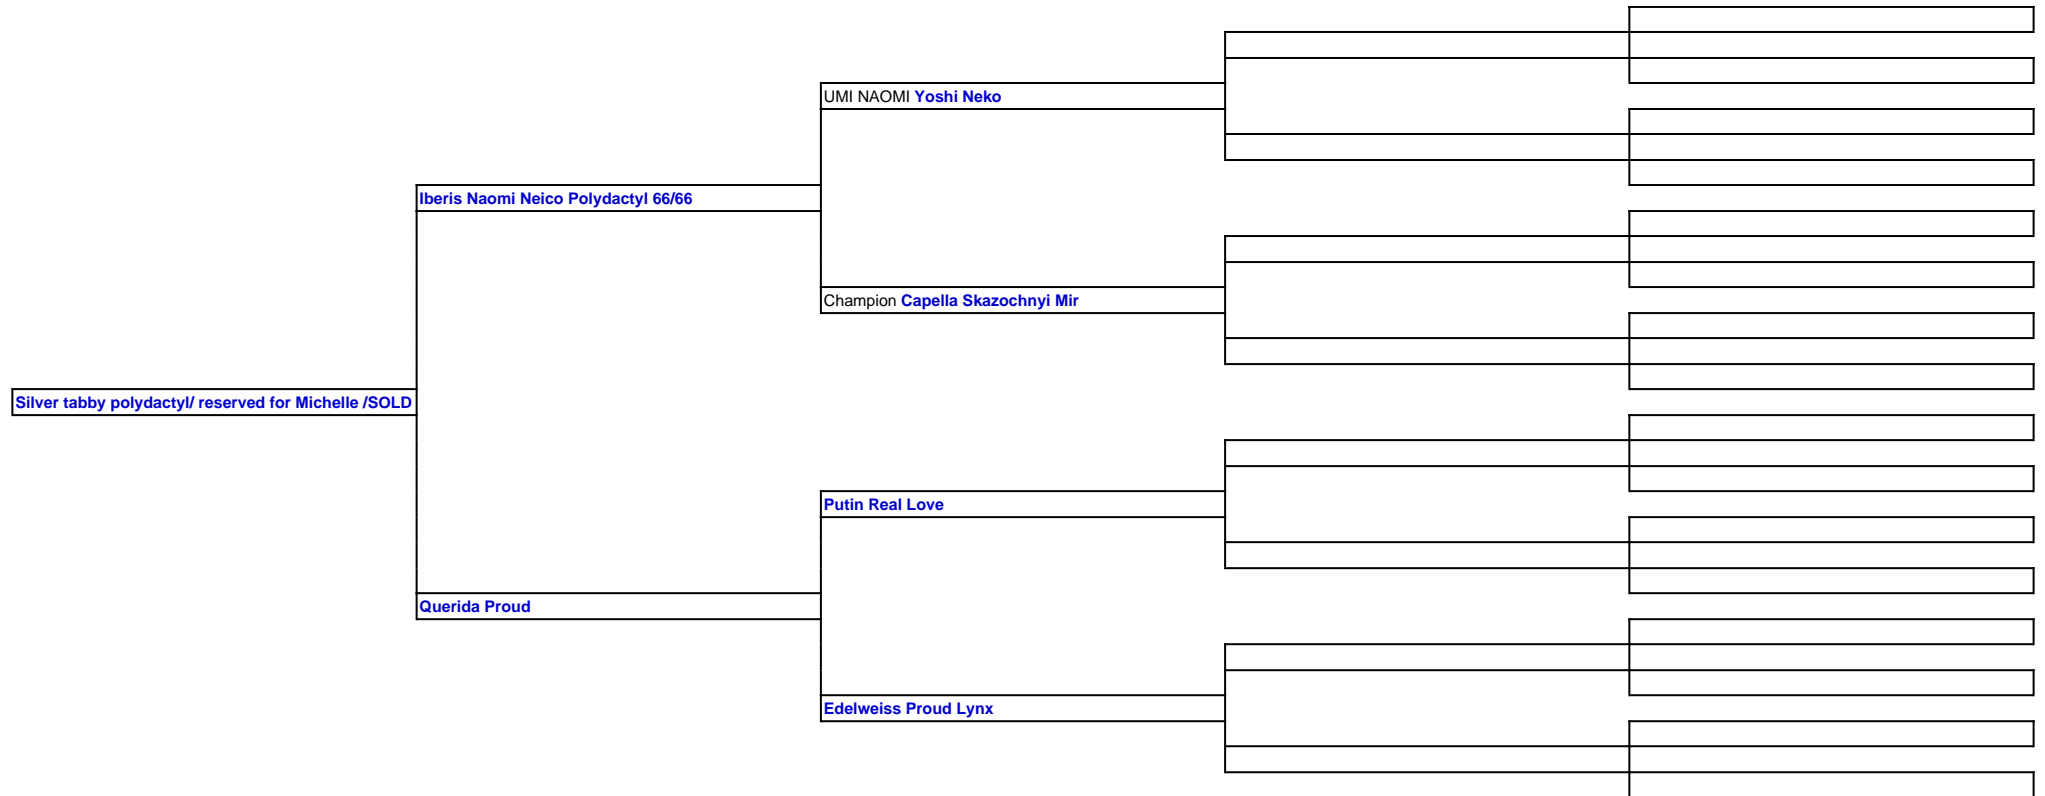 UMI NAOMI Yoshi Neko
Iberis Naomi Neico Polydactyl 66/66
Champion Capella Skazochnyi Mir
Silver tabby polydactyl/ reserved for Michelle /SOLD
Putin Real Love
Querida Proud
Edelweiss Proud Lynx